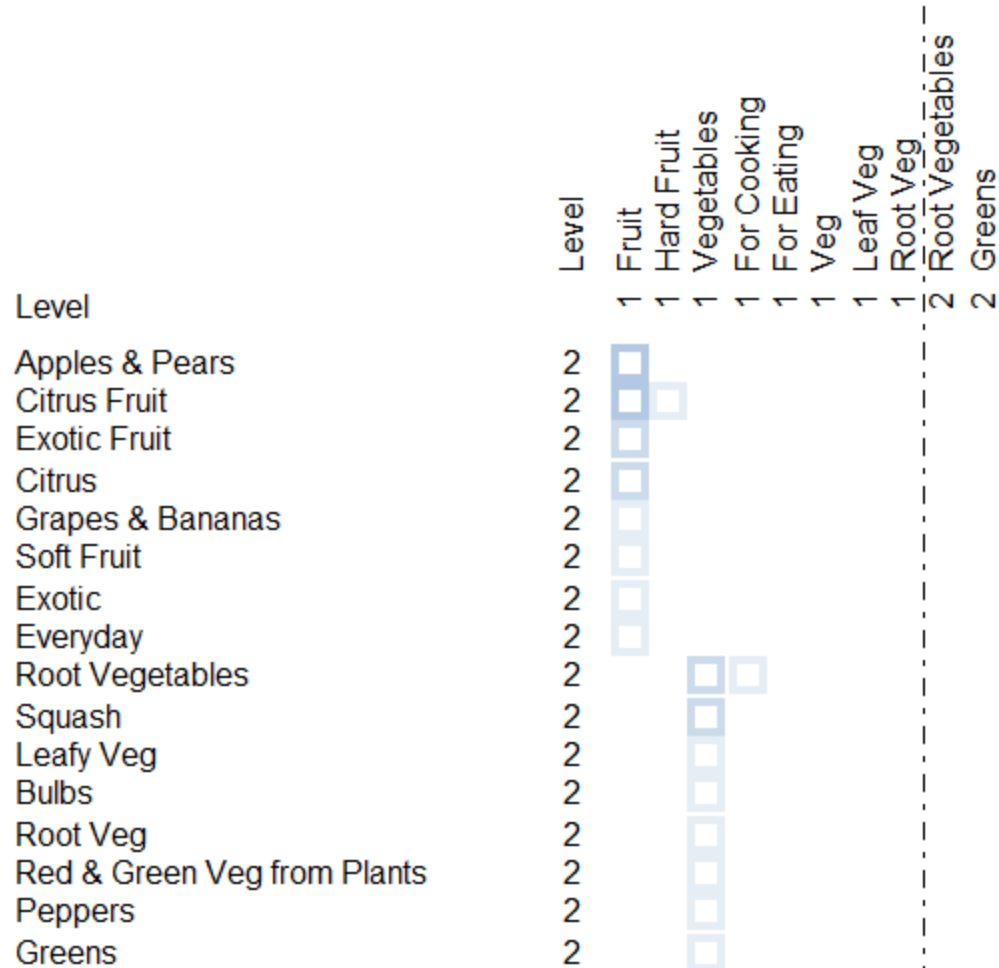 Level Fruit Hard Fruit Vegetables For Cooking For Eating Veg Leaf Veg Root Veg Root Vegetables Greens
Level 1 1 1 1 1 1 1 1 2 2
Apples & Pears 2
Citrus Fruit 2
Exotic Fruit 2
Citrus 2
Grapes & Bananas 2
Soft Fruit 2
Exotic 2
Everyday 2
Root Vegetables 2
Squash 2
Leafy Veg 2
Bulbs 2
Root Veg 2
Red & Green Veg from Plants 2
Peppers 2
Greens 2